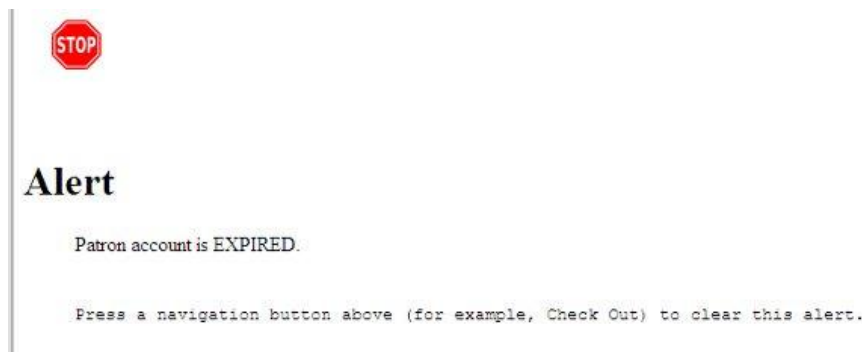 STOP
Alert
Patron account is EXPIRED.
Press a navigation button above (for example, Check Out) to clear this alert.